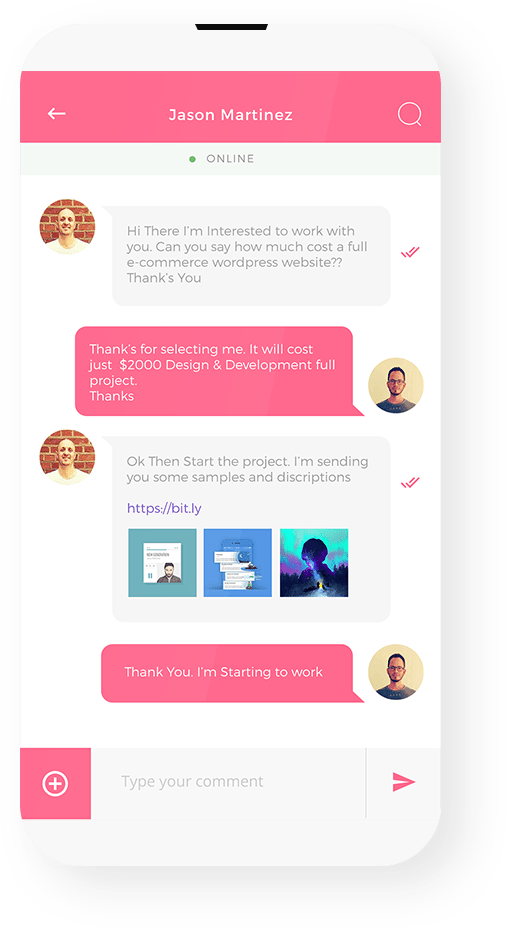 Jason Martinez
ONLINE
Hi There I'm Interested to work with
you. Can you say how much cost a full
e-commerce wordpress website??
Thank's You
Thank's for selecting me. It will cost
just  $2000 Design & Development full
project.
Thanks
Ok Then Start the project. I'm sending
you some samples and discriptions
https://bit.ly
NEW GENERATION
Thank You. I'm Starting to work
Type your comment